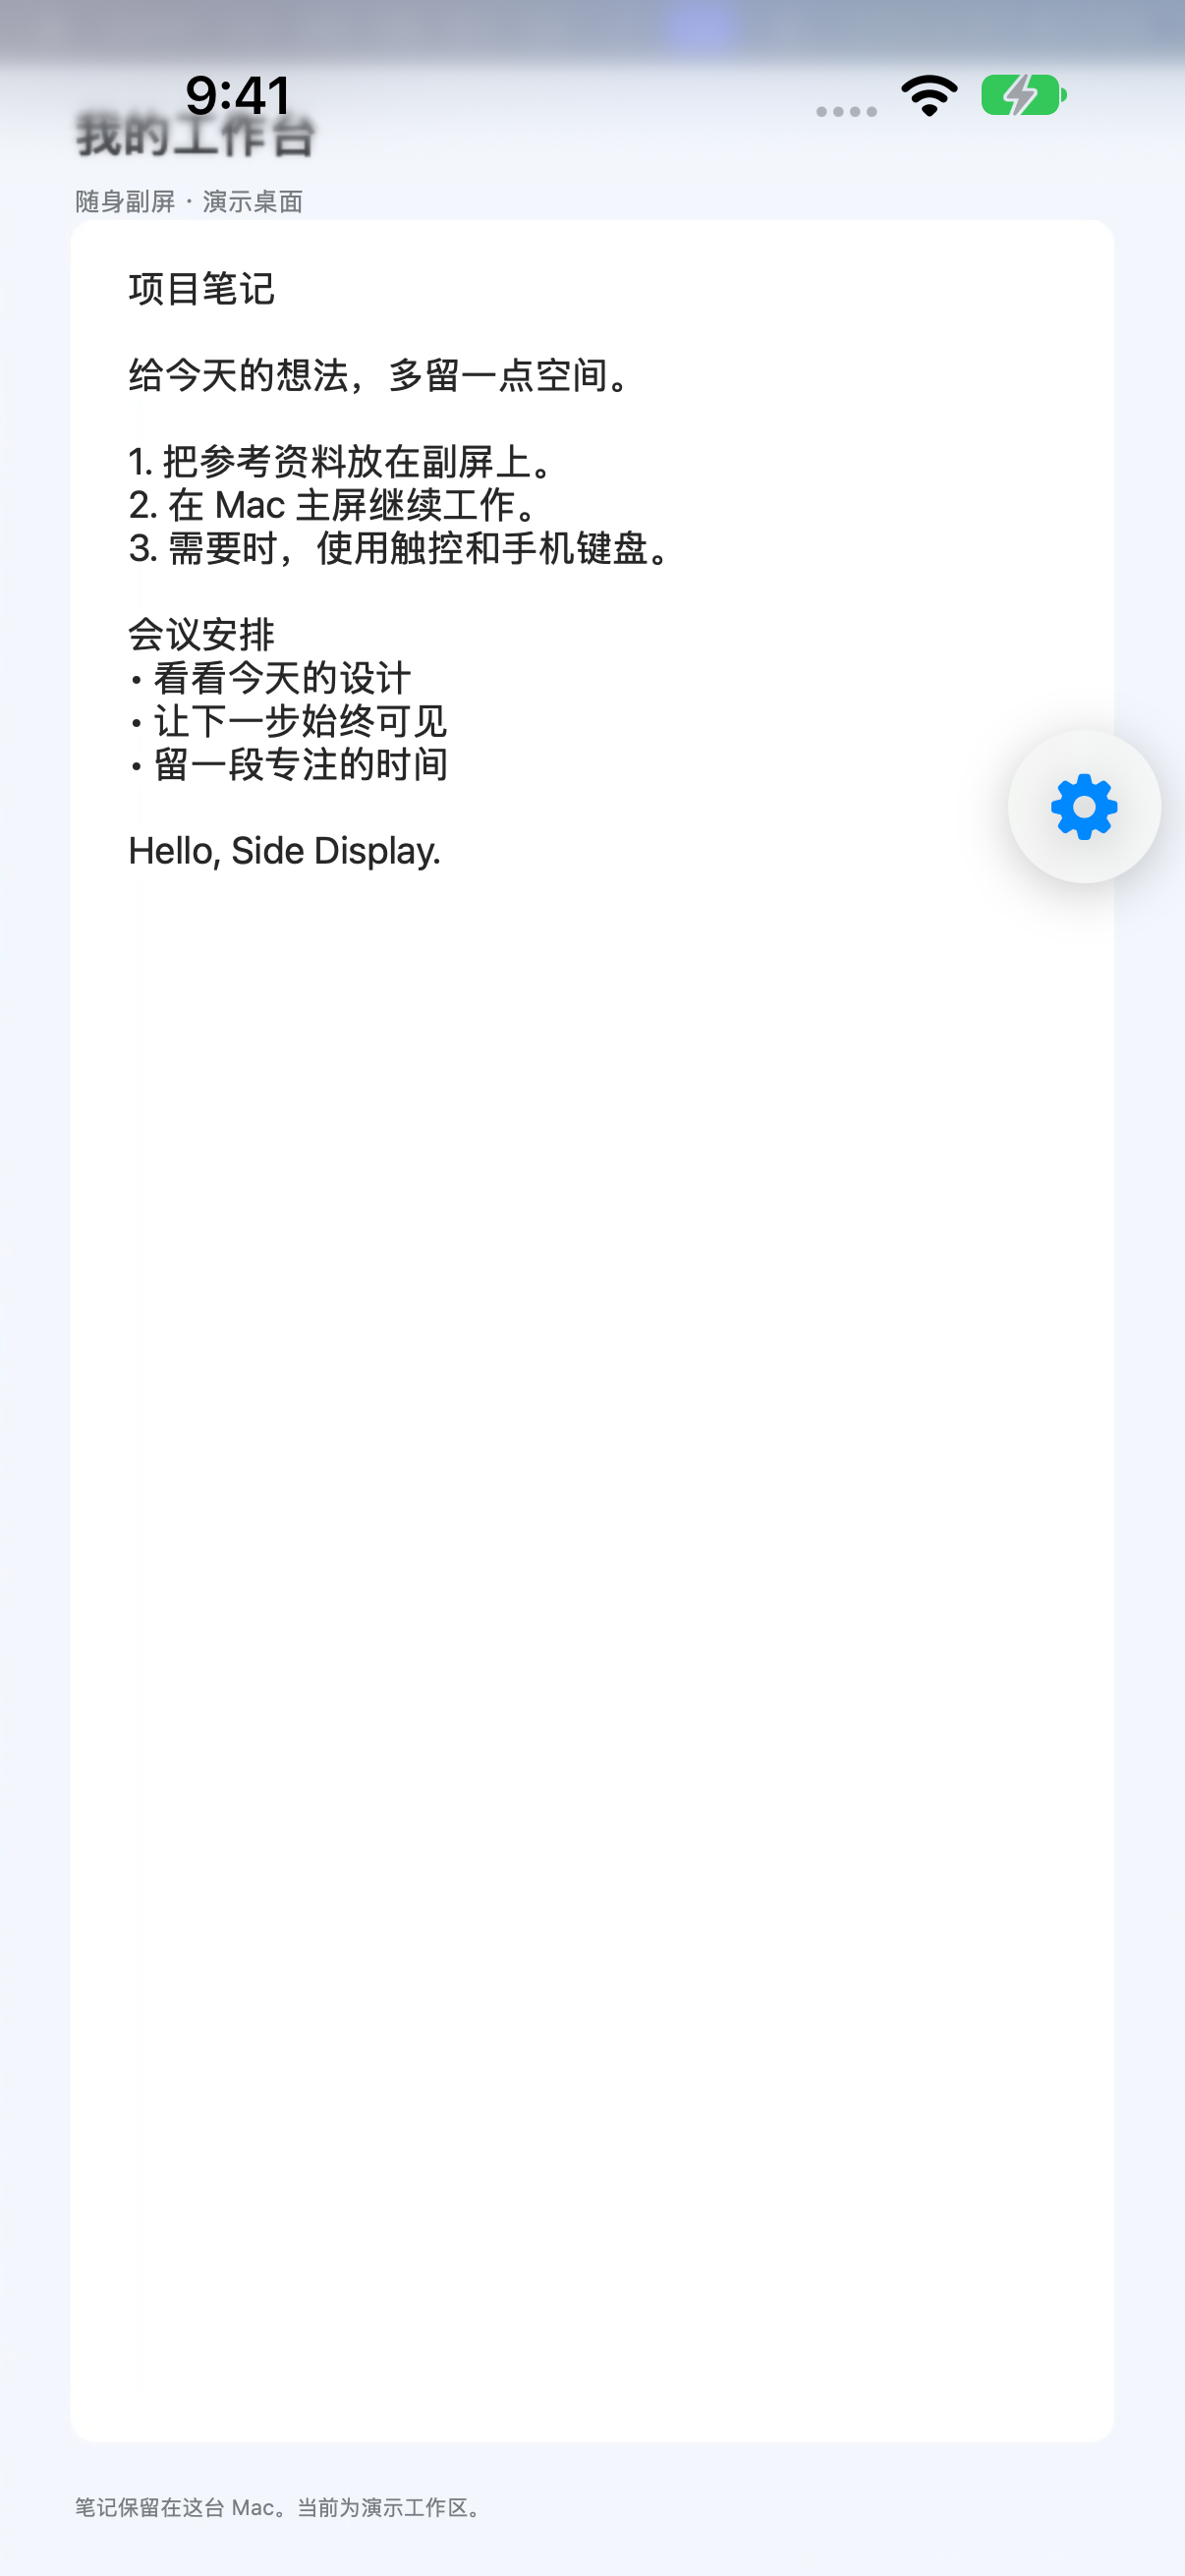 9:41
我的工作台
随身副屏 · 演示桌面
项目笔记
给今天的想法，多留一点空间。
1. 把参考资料放在副屏上。
2. 在 Mac 主屏继续工作。
3. 需要时，使用触控和手机键盘。
会议安排
• 看看今天的设计
• 让下一步始终可见
• 留一段专注的时间
Hello, Side Display.
笔记保留在这台 Mac。当前为演示工作区。